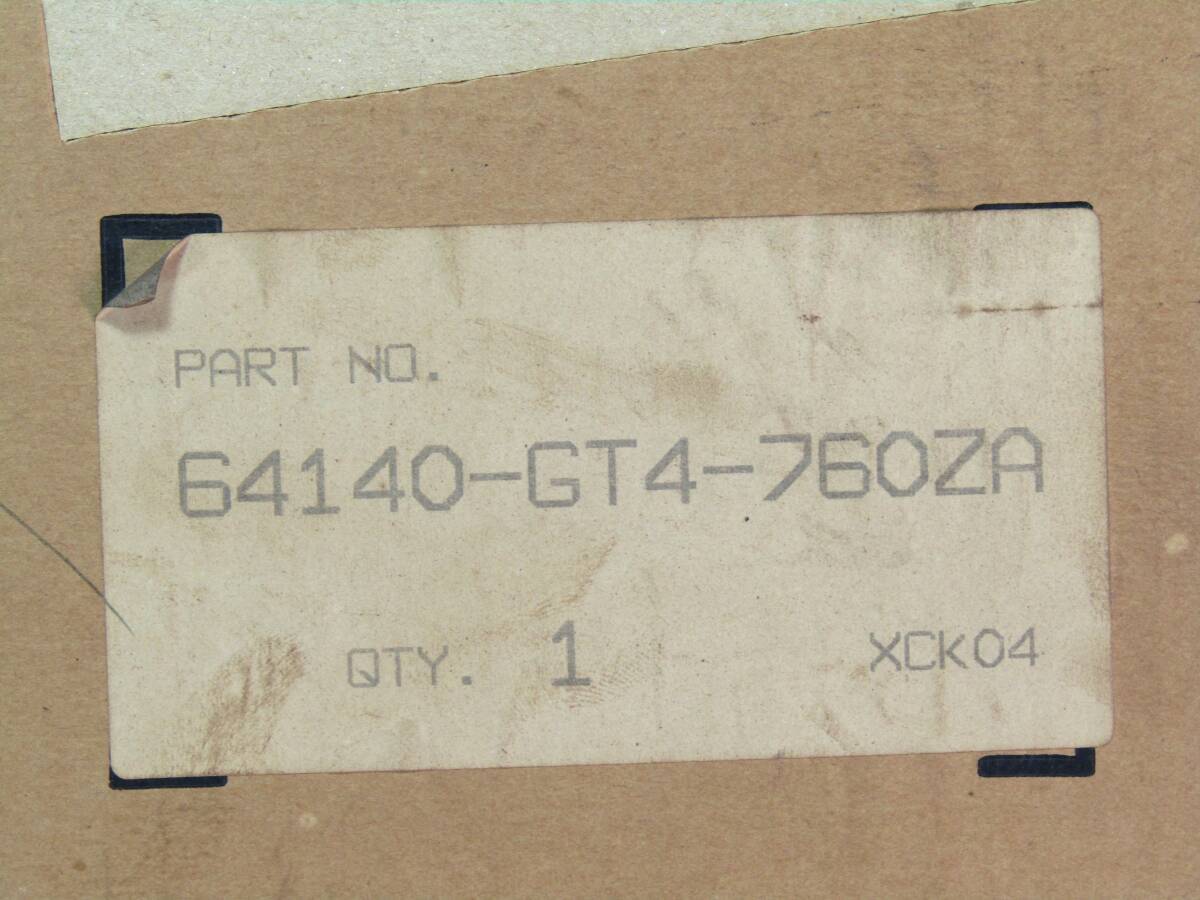 PART NO.
64140-GT4-760ZA
QTY. 1 XCK04